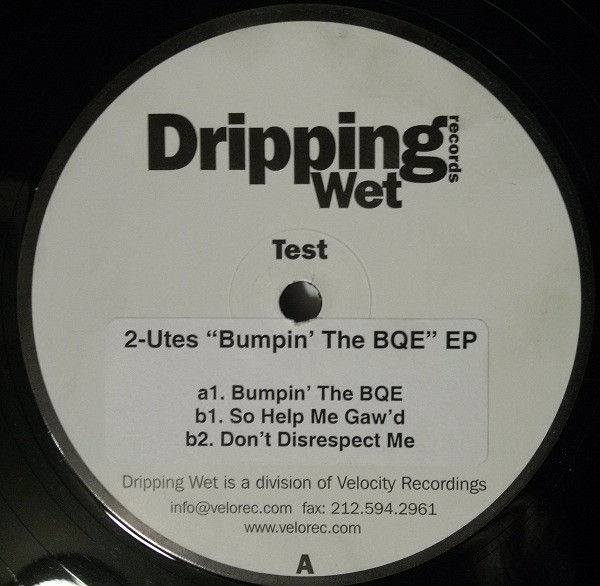 Dripping
records
Wet
Test
2-Utes “Bumpin’ The BQE” EP
a1. Bumpin’ The BQE
b1. So Help Me Gaw’d
b2. Don’t Disrespect Me
Dripping Wet is a division of Velocity Recordings
info@velorec.com fax: 212.594.2961
www.velorec.com
A